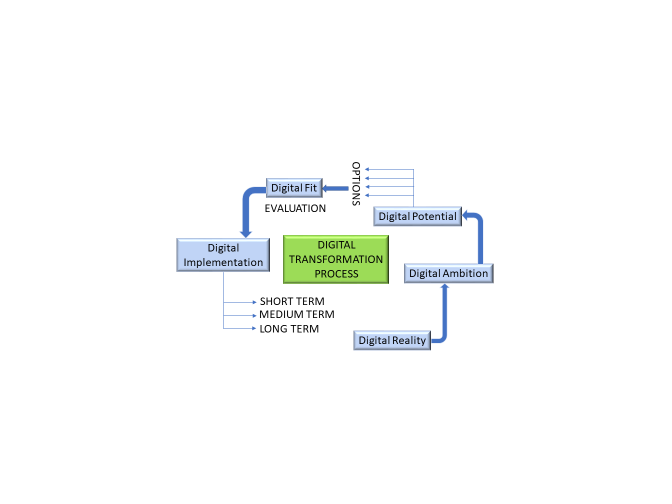 OPTIONS
Digital Fit
EVALUATION
Digital Potential
Digital
Implementation
DIGITAL
TRANSFORMATION
PROCESS
Digital Ambition
SHORT TERM
MEDIUM TERM
LONG TERM
Digital Reality